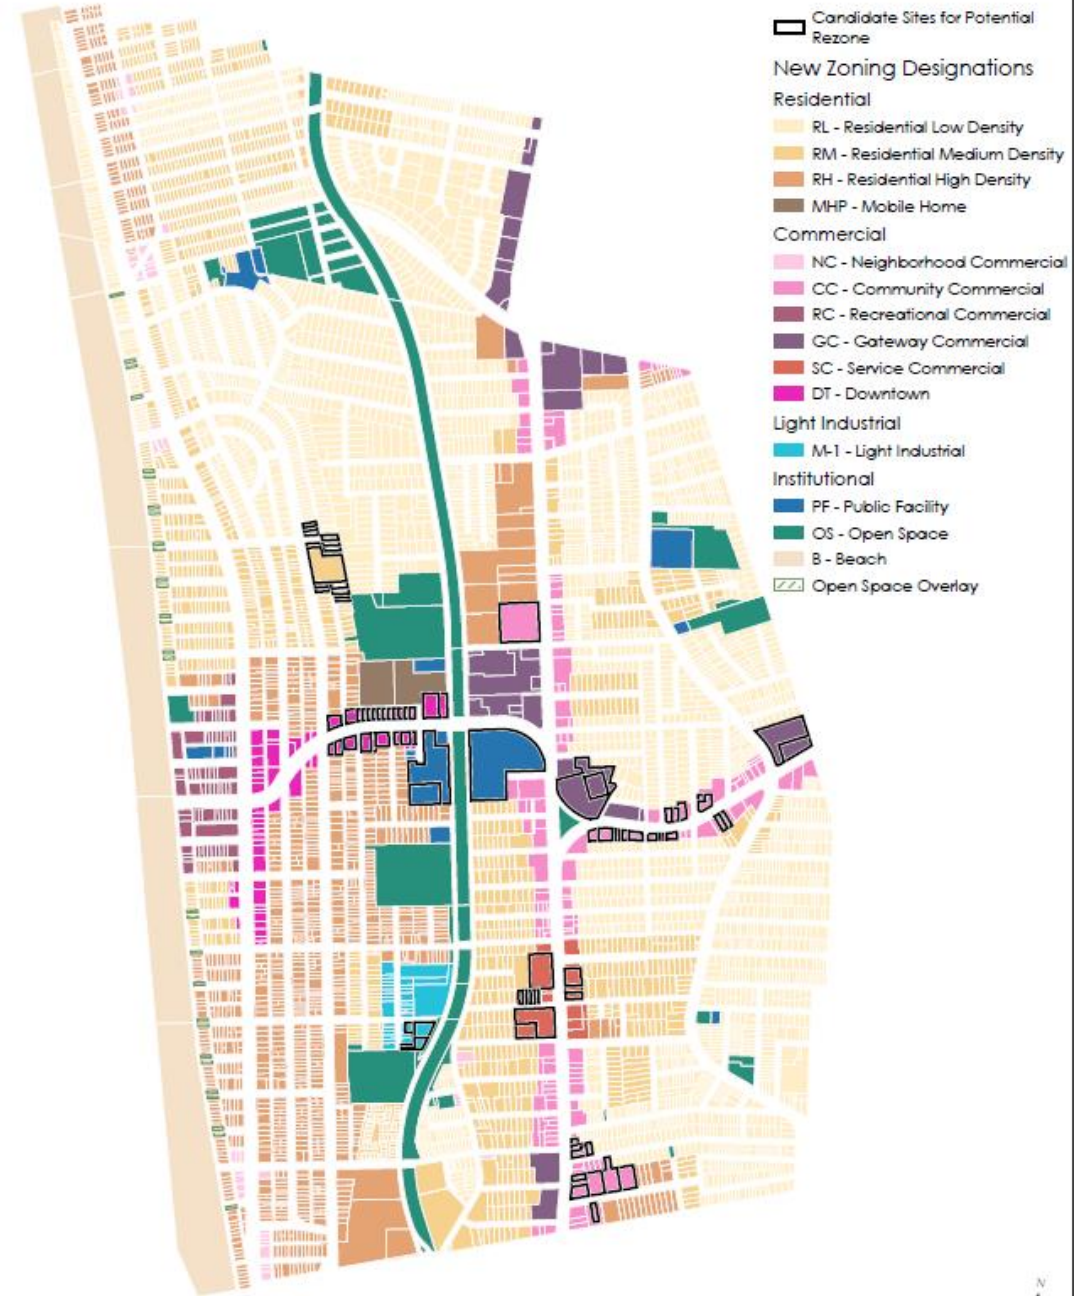 Candidate Sites for Potential
Rezone
New Zoning Designations
Residential
RL - Residential Low Density
RM - Residential Medium Density
RH - Residential High Density
MHP - Mobile Home
Commercial
NC - Neighborhood Commercial
CC - Community Commercial
RC - Recreational Commercial
GC - Gateway Commercial
SC - Service Commercial
DT - Downtown
Light Industrial
M-1 - Light Industrial
Institutional
PF - Public Facility
OS - Open Space
B - Beach
Open Space Overlay
N